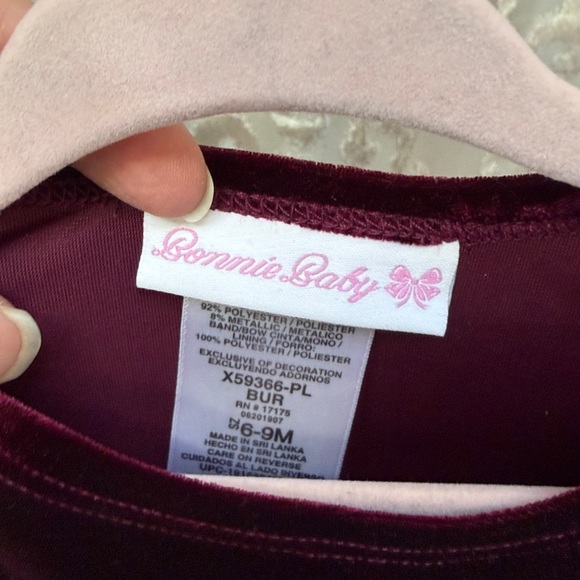 Bonnie Baby
92% POLYESTER / POLIESTER
8% METALLIC / METALICO
BAND/BOW CINTA/MONO /
LINING / FORRO:
100% POLYESTER / POLIESTER
EXCLUSIVE OF DECORATION
EXCLUYENDO ADORNOS
X59366-PL
BUR
RN # 17175
08201907
6-9M
MADE IN SRI LANKA
HECHO EN SRI LANKA
CARE ON REVERSE
CUIDADOS AL LADO INVERSO